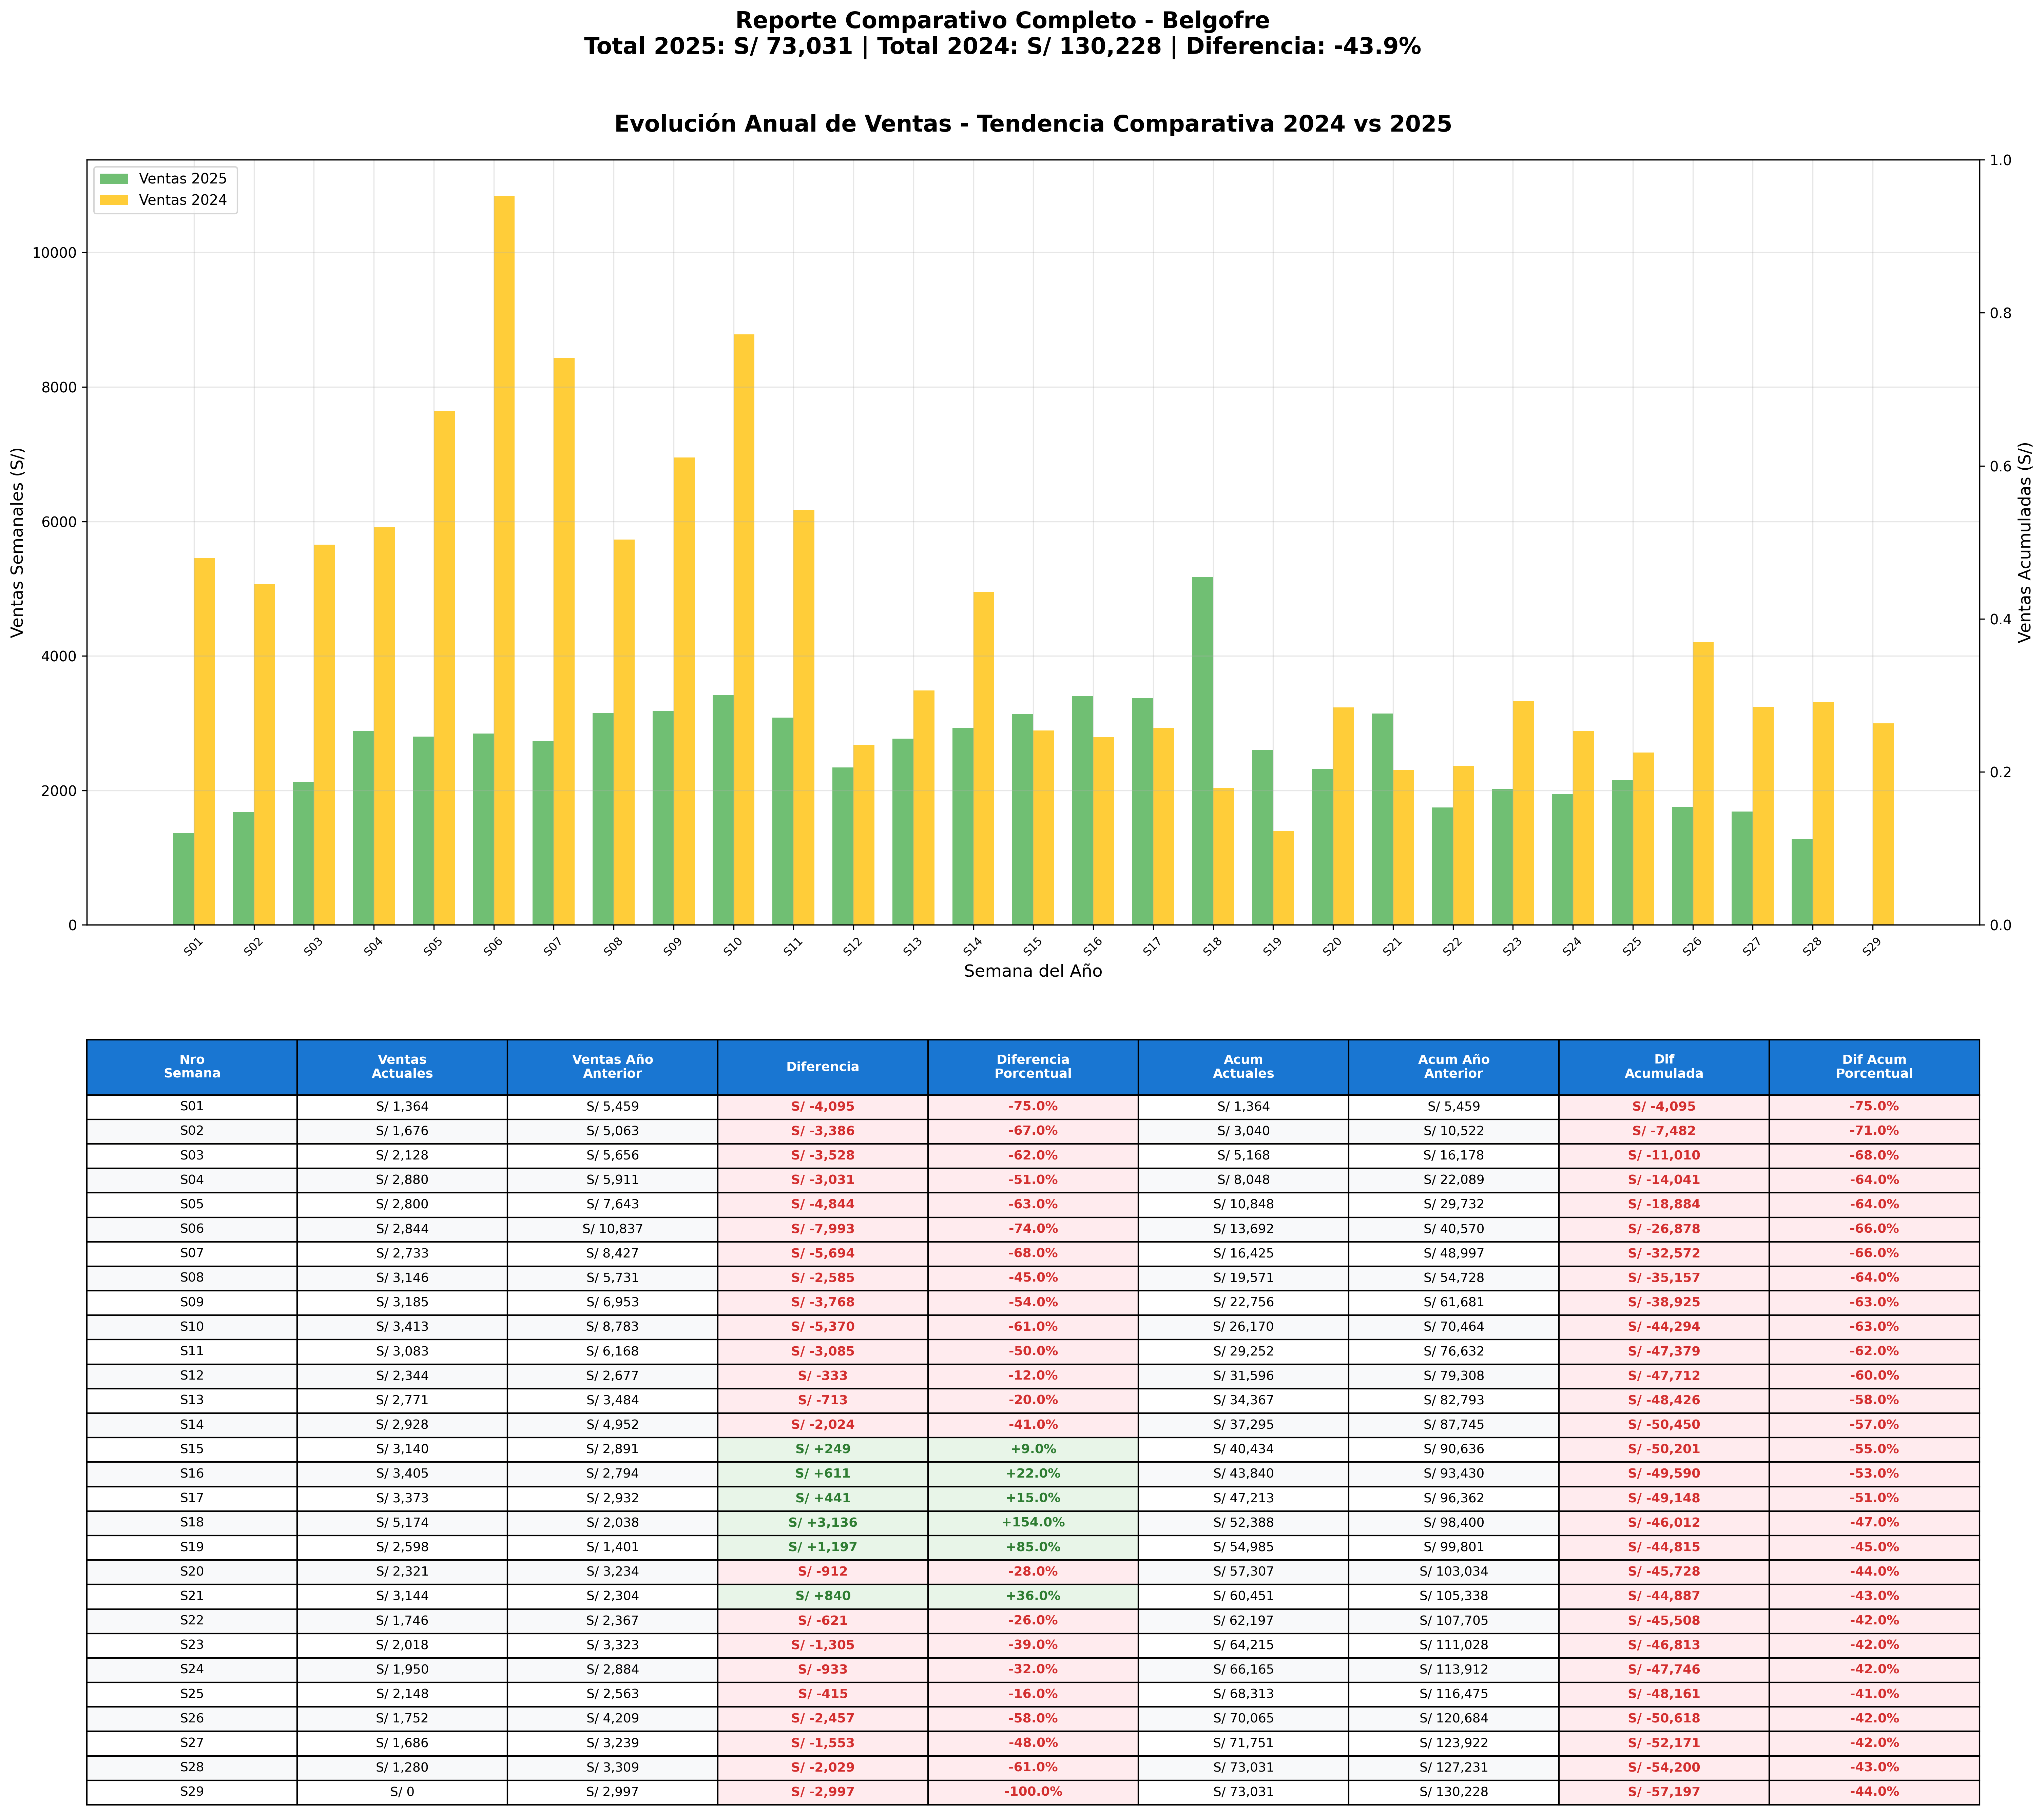 Reporte Comparativo Completo - Belgofre
Total 2025: S/ 73,031 | Total 2024: S/ 130,228 | Diferencia: -43.9%
Evolución Anual de Ventas - Tendencia Comparativa 2024 vs 2025
Ventas 2025
Ventas 2024
Ventas Semanales (S/)
10000
8000
6000
4000
2000
0
1.0
0.8
0.6
0.4
0.2
0.0
Ventas Acumuladas (S/)
S01 S02 S03 S04 S05 S06 S07 S08 S09 S10 S11 S12 S13 S14 S15 S16 S17 S18 S19 S20 S21 S22 S23 S24 S25 S26 S27 S28 S29
Semana del Año
Nro Semana Ventas Actuales Ventas Año Anterior Diferencia Diferencia Porcentual Acum Actuales Acum Año Anterior Dif Acumulada Dif Acum Porcentual
S01 S/ 1,364 S/ 5,459 S/ -4,095 -75.0% S/ 1,364 S/ 5,459 S/ -4,095 -75.0%
S02 S/ 1,676 S/ 5,063 S/ -3,386 -67.0% S/ 3,040 S/ 10,522 S/ -7,482 -71.0%
S03 S/ 2,128 S/ 5,656 S/ -3,528 -62.0% S/ 5,168 S/ 16,178 S/ -11,010 -68.0%
S04 S/ 2,880 S/ 5,911 S/ -3,031 -51.0% S/ 8,048 S/ 22,089 S/ -14,041 -64.0%
S05 S/ 2,800 S/ 7,643 S/ -4,844 -63.0% S/ 10,848 S/ 29,732 S/ -18,884 -64.0%
S06 S/ 2,844 S/ 10,837 S/ -7,993 -74.0% S/ 13,692 S/ 40,570 S/ -26,878 -66.0%
S07 S/ 2,733 S/ 8,427 S/ -5,694 -68.0% S/ 16,425 S/ 48,997 S/ -32,572 -66.0%
S08 S/ 3,146 S/ 5,731 S/ -2,585 -45.0% S/ 19,571 S/ 54,728 S/ -35,157 -64.0%
S09 S/ 3,185 S/ 6,953 S/ -3,768 -54.0% S/ 22,756 S/ 61,681 S/ -38,925 -63.0%
S10 S/ 3,413 S/ 8,783 S/ -5,370 -61.0% S/ 26,170 S/ 70,464 S/ -44,294 -63.0%
S11 S/ 3,083 S/ 6,168 S/ -3,085 -50.0% S/ 29,252 S/ 76,632 S/ -47,379 -62.0%
S12 S/ 2,344 S/ 2,677 S/ -333 -12.0% S/ 31,596 S/ 79,308 S/ -47,712 -60.0%
S13 S/ 2,771 S/ 3,484 S/ -713 -20.0% S/ 34,367 S/ 82,793 S/ -48,426 -58.0%
S14 S/ 2,928 S/ 4,952 S/ -2,024 -41.0% S/ 37,295 S/ 87,745 S/ -50,450 -57.0%
S15 S/ 3,140 S/ 2,891 S/ +249 +9.0% S/ 40,434 S/ 90,636 S/ -50,201 -55.0%
S16 S/ 3,405 S/ 2,794 S/ +611 +22.0% S/ 43,840 S/ 93,430 S/ -49,590 -53.0%
S17 S/ 3,373 S/ 2,932 S/ +441 +15.0% S/ 47,213 S/ 96,362 S/ -49,148 -51.0%
S18 S/ 5,174 S/ 2,038 S/ +3,136 +154.0% S/ 52,388 S/ 98,400 S/ -46,012 -47.0%
S19 S/ 2,598 S/ 1,401 S/ +1,197 +85.0% S/ 54,985 S/ 99,801 S/ -44,815 -45.0%
S20 S/ 2,321 S/ 3,234 S/ -912 -28.0% S/ 57,307 S/ 103,034 S/ -45,728 -44.0%
S21 S/ 3,144 S/ 2,304 S/ +840 +36.0% S/ 60,451 S/ 105,338 S/ -44,887 -43.0%
S22 S/ 1,746 S/ 2,367 S/ -621 -26.0% S/ 62,197 S/ 107,705 S/ -45,508 -42.0%
S23 S/ 2,018 S/ 3,323 S/ -1,305 -39.0% S/ 64,215 S/ 111,028 S/ -46,813 -42.0%
S24 S/ 1,950 S/ 2,884 S/ -933 -32.0% S/ 66,165 S/ 113,912 S/ -47,746 -42.0%
S25 S/ 2,148 S/ 2,563 S/ -415 -16.0% S/ 68,313 S/ 116,475 S/ -48,161 -41.0%
S26 S/ 1,752 S/ 4,209 S/ -2,457 -58.0% S/ 70,065 S/ 120,684 S/ -50,618 -42.0%
S27 S/ 1,686 S/ 3,239 S/ -1,553 -48.0% S/ 71,751 S/ 123,922 S/ -52,171 -42.0%
S28 S/ 1,280 S/ 3,309 S/ -2,029 -61.0% S/ 73,031 S/ 127,231 S/ -54,200 -43.0%
S29 S/ 0 S/ 2,997 S/ -2,997 -100.0% S/ 73,031 S/ 130,228 S/ -57,197 -44.0%